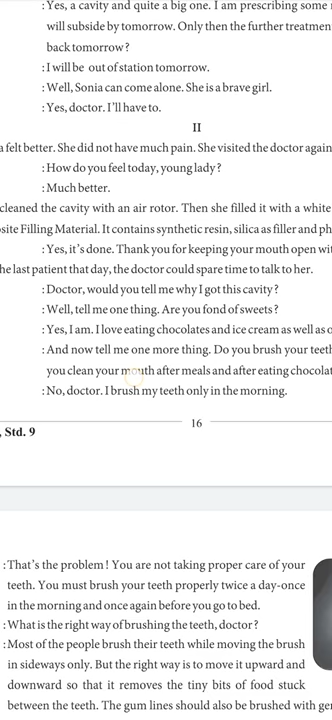 : Yes, a cavity and quite a big one. I am prescribing some
will subside by tomorrow. Only then the further treatmen
back tomorrow?
: I will be out of station tomorrow.
: Well, Sonia can come alone. She is a brave girl.
: Yes, doctor. I'll have to.
II
a felt better. She did not have much pain. She visited the doctor again
: How do you feel today, young lady?
: Much better.
cleaned the cavity with an air rotor. Then she filled it with a white
site Filling Material. It contains synthetic resin, silica as filler and ph
: Yes, it's done. Thank you for keeping your mouth open wi
he last patient that day, the doctor could spare time to talk to her.
: Doctor, would you tell me why I got this cavity?
: Well, tell me one thing. Are you fond of sweets?
: Yes, I am. I love eating chocolates and ice cream as well as o
: And now tell me one more thing. Do you brush your teeth
you clean your mouth after meals and after eating chocolat
: No, doctor. I brush my teeth only in the morning.
16
, Std. 9
: That's the problem! You are not taking proper care of your
teeth. You must brush your teeth properly twice a day-once
in the morning and once again before you go to bed.
: What is the right way of brushing the teeth, doctor?
: Most of the people brush their teeth while moving the brush
in sideways only. But the right way is to move it upward and
downward so that it removes the tiny bits of food stuck
between the teeth. The gum lines should also be brushed with ge